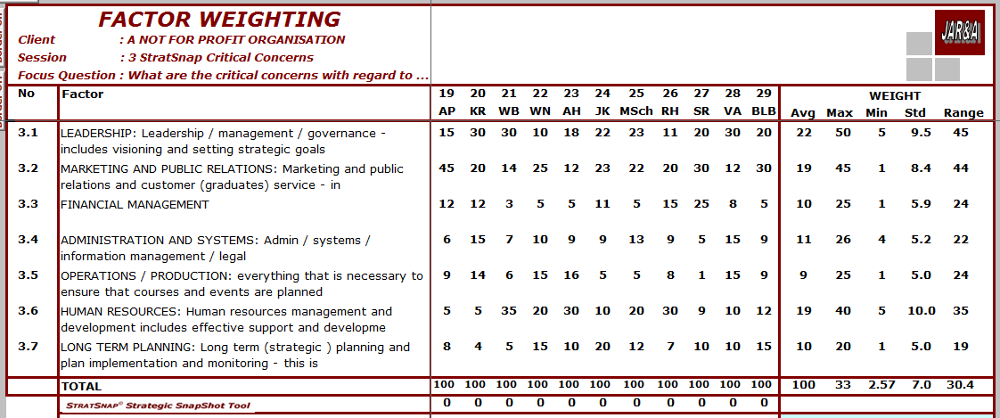 FACTOR WEIGHTING
Client : A NOT FOR PROFIT ORGANISATION
Session : 3 StratSnap Critical Concerns
Focus Question : What are the critical concerns with regard to ...
JAR&A
No Factor 19 20 21 22 23 24 25 26 27 28 29 WEIGHT
AP KR WB WN AH JK MSch RH SR VA BLB Avg Max Min Std Range
3.1 LEADERSHIP: Leadership / management / governance - 15 30 30 10 18 22 23 11 20 30 20 22 50 5 9.5 45
includes visioning and setting strategic goals
3.2 MARKETING AND PUBLIC RELATIONS: Marketing and public 45 20 14 25 12 23 22 20 30 12 30 19 45 1 8.4 44
relations and customer (graduates) service - in
3.3 FINANCIAL MANAGEMENT 12 12 3 5 5 11 5 15 25 8 5 10 25 1 5.9 24
3.4 ADMINISTRATION AND SYSTEMS: Admin / systems / 6 15 7 10 9 9 13 9 5 15 9 11 26 4 5.2 22
information management / legal
3.5 OPERATIONS / PRODUCTION: everything that is necessary to 9 14 6 15 16 5 5 8 1 15 9 9 25 1 5.0 24
ensure that courses and events are planned
3.6 HUMAN RESOURCES: Human resources management and 5 5 35 20 30 10 20 30 9 10 12 19 40 5 10.0 35
development includes effective support and developme
3.7 LONG TERM PLANNING: Long term (strategic ) planning and 8 4 5 15 10 20 12 7 10 10 15 10 20 1 5.0 19
plan implementation and monitoring - this is
TOTAL 100 100 100 100 100 100 100 100 100 100 100 100 33 2.57 7.0 30.4
STRATSNAP© Strategic SnapShot Tool 0 0 0 0 0 0 0 0 0 0 0